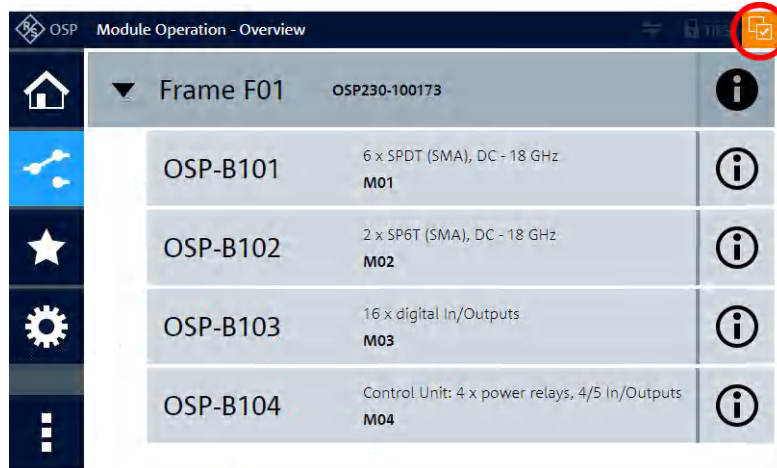 R&S OSP Module Operation - Overview
Frame F01 OSP230-100173
OSP-B101 6 x SPDT (SMA), DC - 18 GHz
M01
OSP-B102 2 x SP6T (SMA), DC - 18 GHz
M02
OSP-B103 16 x digital In/Outputs
M03
OSP-B104 Control Unit: 4 x power relays, 4/5 In/Outputs
M04